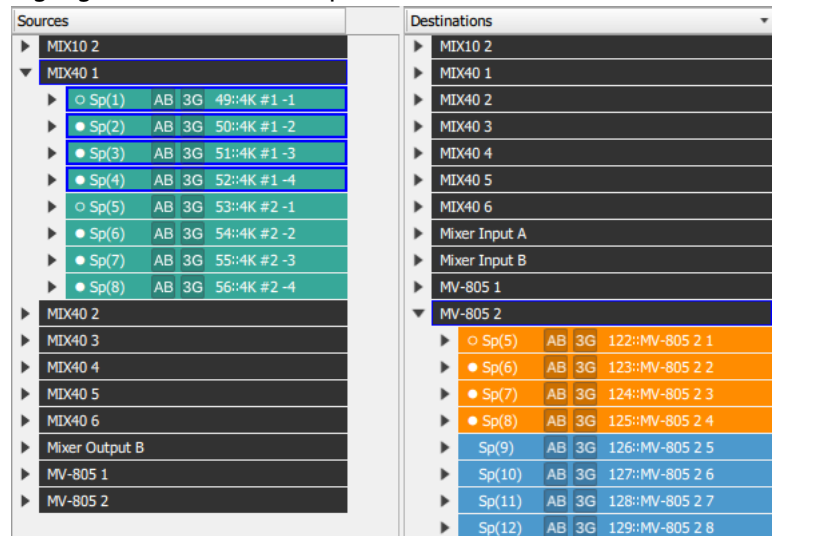 Sources
MIX10 2
MIX40 1
Sp(1) AB 3G 49::4K #1 -1
Sp(2) AB 3G 50::4K #1 -2
Sp(3) AB 3G 51::4K #1 -3
Sp(4) AB 3G 52::4K #1 -4
Sp(5) AB 3G 53::4K #2 -1
Sp(6) AB 3G 54::4K #2 -2
Sp(7) AB 3G 55::4K #2 -3
Sp(8) AB 3G 56::4K #2 -4
MIX40 2
MIX40 3
MIX40 4
MIX40 5
MIX40 6
Mixer Output B
MV-805 1
MV-805 2
Destinations
MIX10 2
MIX40 1
MIX40 2
MIX40 3
MIX40 4
MIX40 5
MIX40 6
Mixer Input A
Mixer Input B
MV-805 1
MV-805 2
Sp(5) AB 3G 122::MV-805 2 1
Sp(6) AB 3G 123::MV-805 2 2
Sp(7) AB 3G 124::MV-805 2 3
Sp(8) AB 3G 125::MV-805 2 4
Sp(9) AB 3G 126::MV-805 2 5
Sp(10) AB 3G 127::MV-805 2 6
Sp(11) AB 3G 128::MV-805 2 7
Sp(12) AB 3G 129::MV-805 2 8